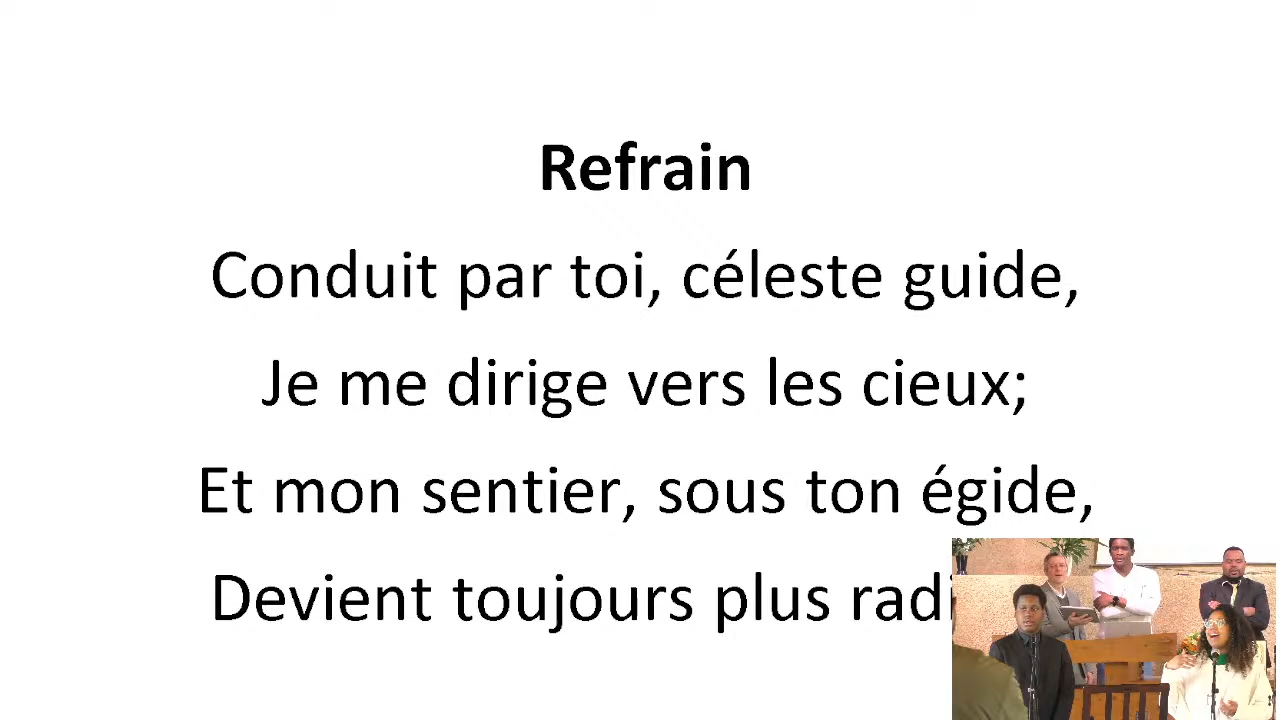 Refrain
Conduit par toi, céleste guide,
Je me dirige vers les cieux;
Et mon sentier, sous ton égide,
Devient toujours plus